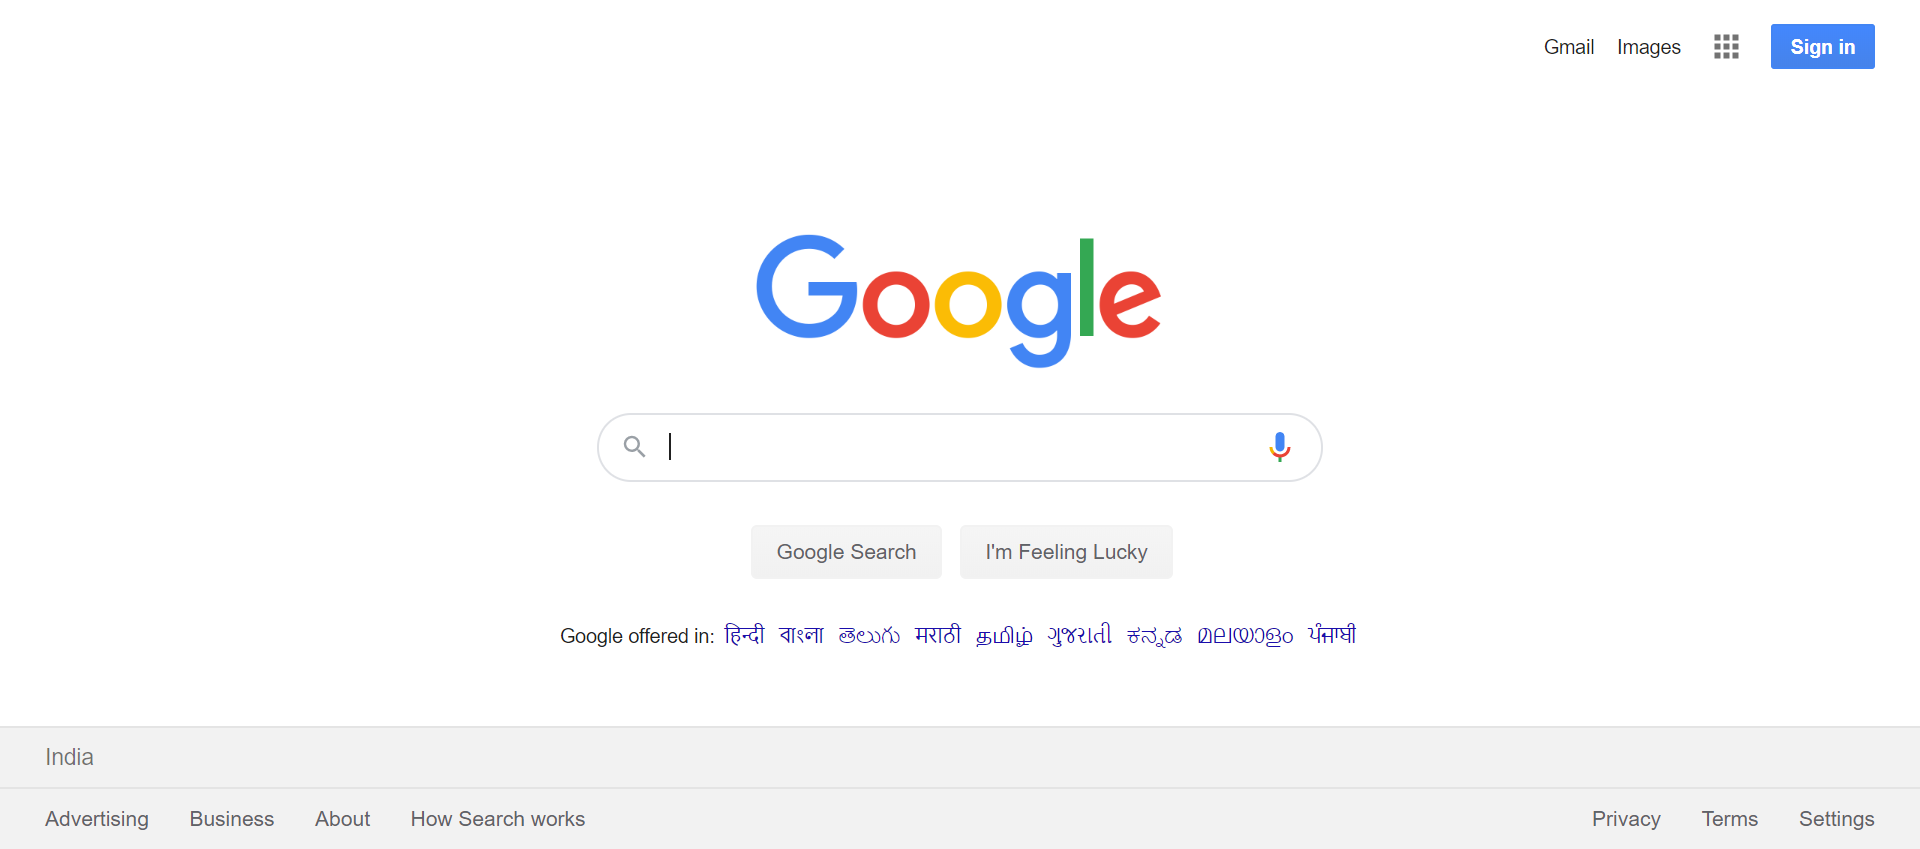 Gmail Images Sign in
Google
Google Search I'm Feeling Lucky
Google offered in: हिन्दी বাংলা తెలుగు मराठी தமிழ் ગુજરાતી ಕನ್ನಡ മലയാളം ਪੰਜਾਬੀ
India
Advertising Business About How Search works Privacy Terms Settings